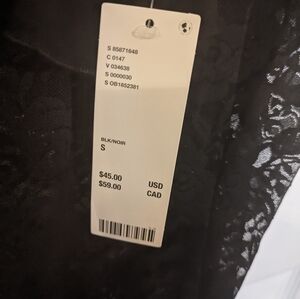 S 85871648
C 0147
V 034638
S 0000030
S OB1652381
BLK/NOIR
S
$45.00 USD
$59.00 CAD